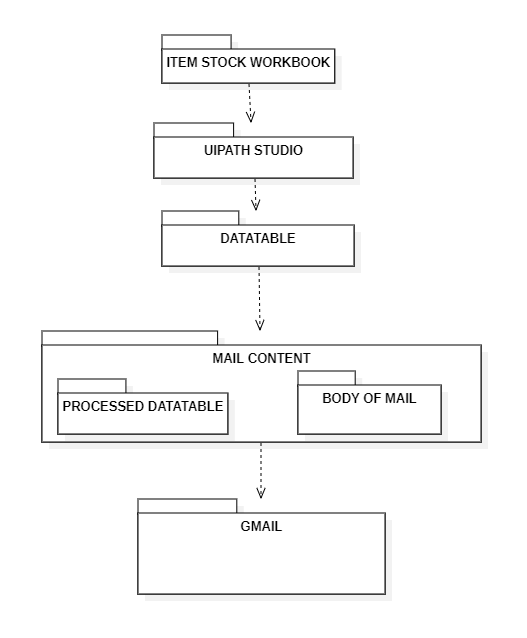 ITEM STOCK WORKBOOK
UIPATH STUDIO
DATATABLE
MAIL CONTENT
PROCESSED DATATABLE
BODY OF MAIL
GMAIL